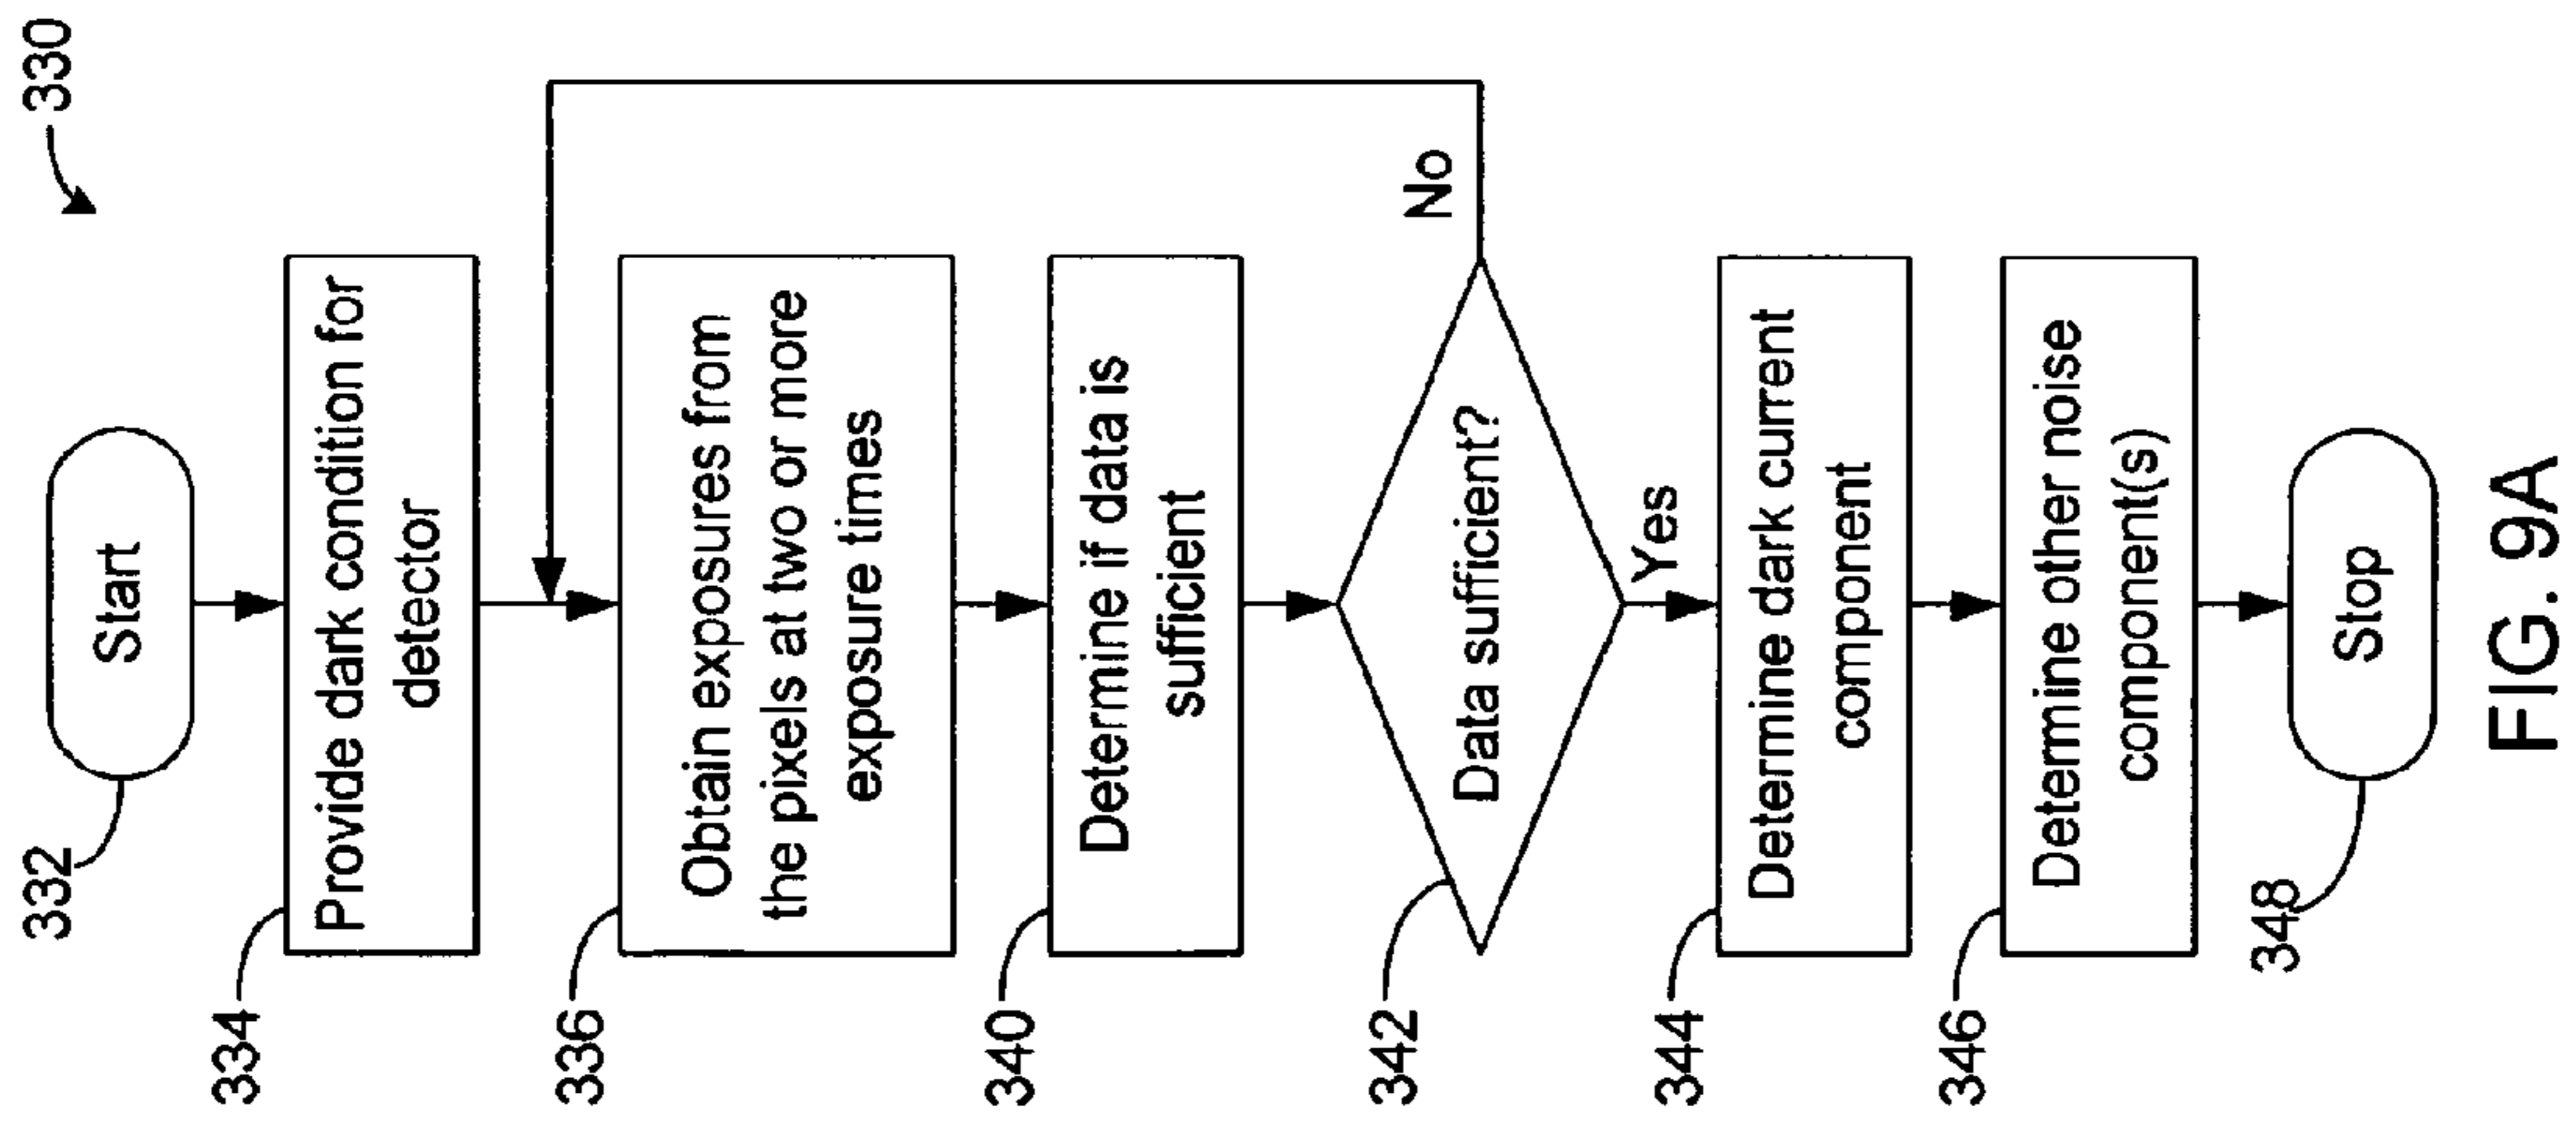 330
332
Start
334
Provide dark condition for
detector
336
Obtain exposures from
the pixels at two or more
exposure times
340
Determine if data is
sufficient
342
Data sufficient?
No
Yes
344
Determine dark current
component
346
Determine other noise
component(s)
348
Stop
FIG. 9A